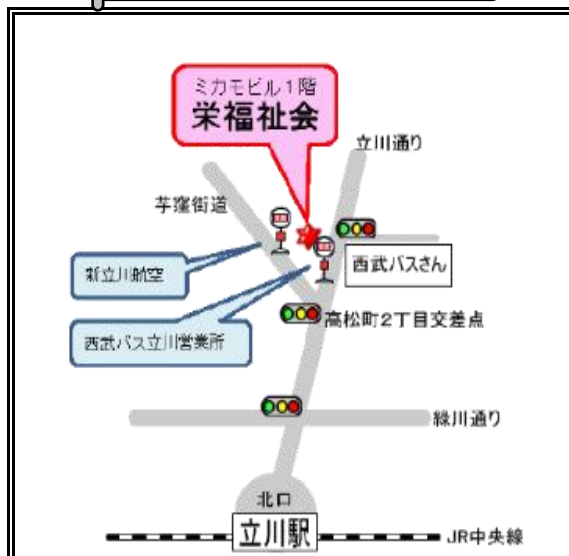 ミカモビル1階
栄福祉会
立川通り
芋窪街道
新立川航空
西武バスさん
高松町2丁目交差点
西武バス立川営業所
緑川通り
北口
立川駅
JR中央線